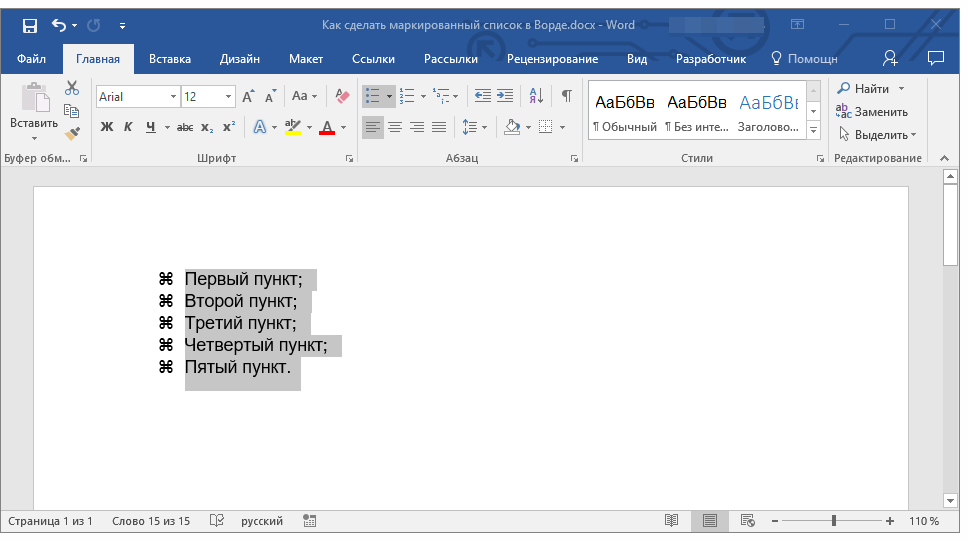 Как сделать маркированный список в Ворде.docx - Word
Файл Главная Вставка Дизайн Макет Ссылки Рассылки Рецензирование Вид Разработчик Помощн
Вставить
Arial 12 Aa
Ж К Ч abc x₂ x² A aby A
АЯ ¶
АаБбВв АаБбВв АаБбВı
¶ Обычный ¶ Без инте... Заголово...
Найти
Заменить
Выделить
Буфер обм... Шрифт Абзац Стили Редактирование
⌘ Первый пункт;
⌘ Второй пункт;
⌘ Третий пункт;
⌘ Четвертый пункт;
⌘ Пятый пункт.
Страница 1 из 1 Слово 15 из 15 русский 110 %